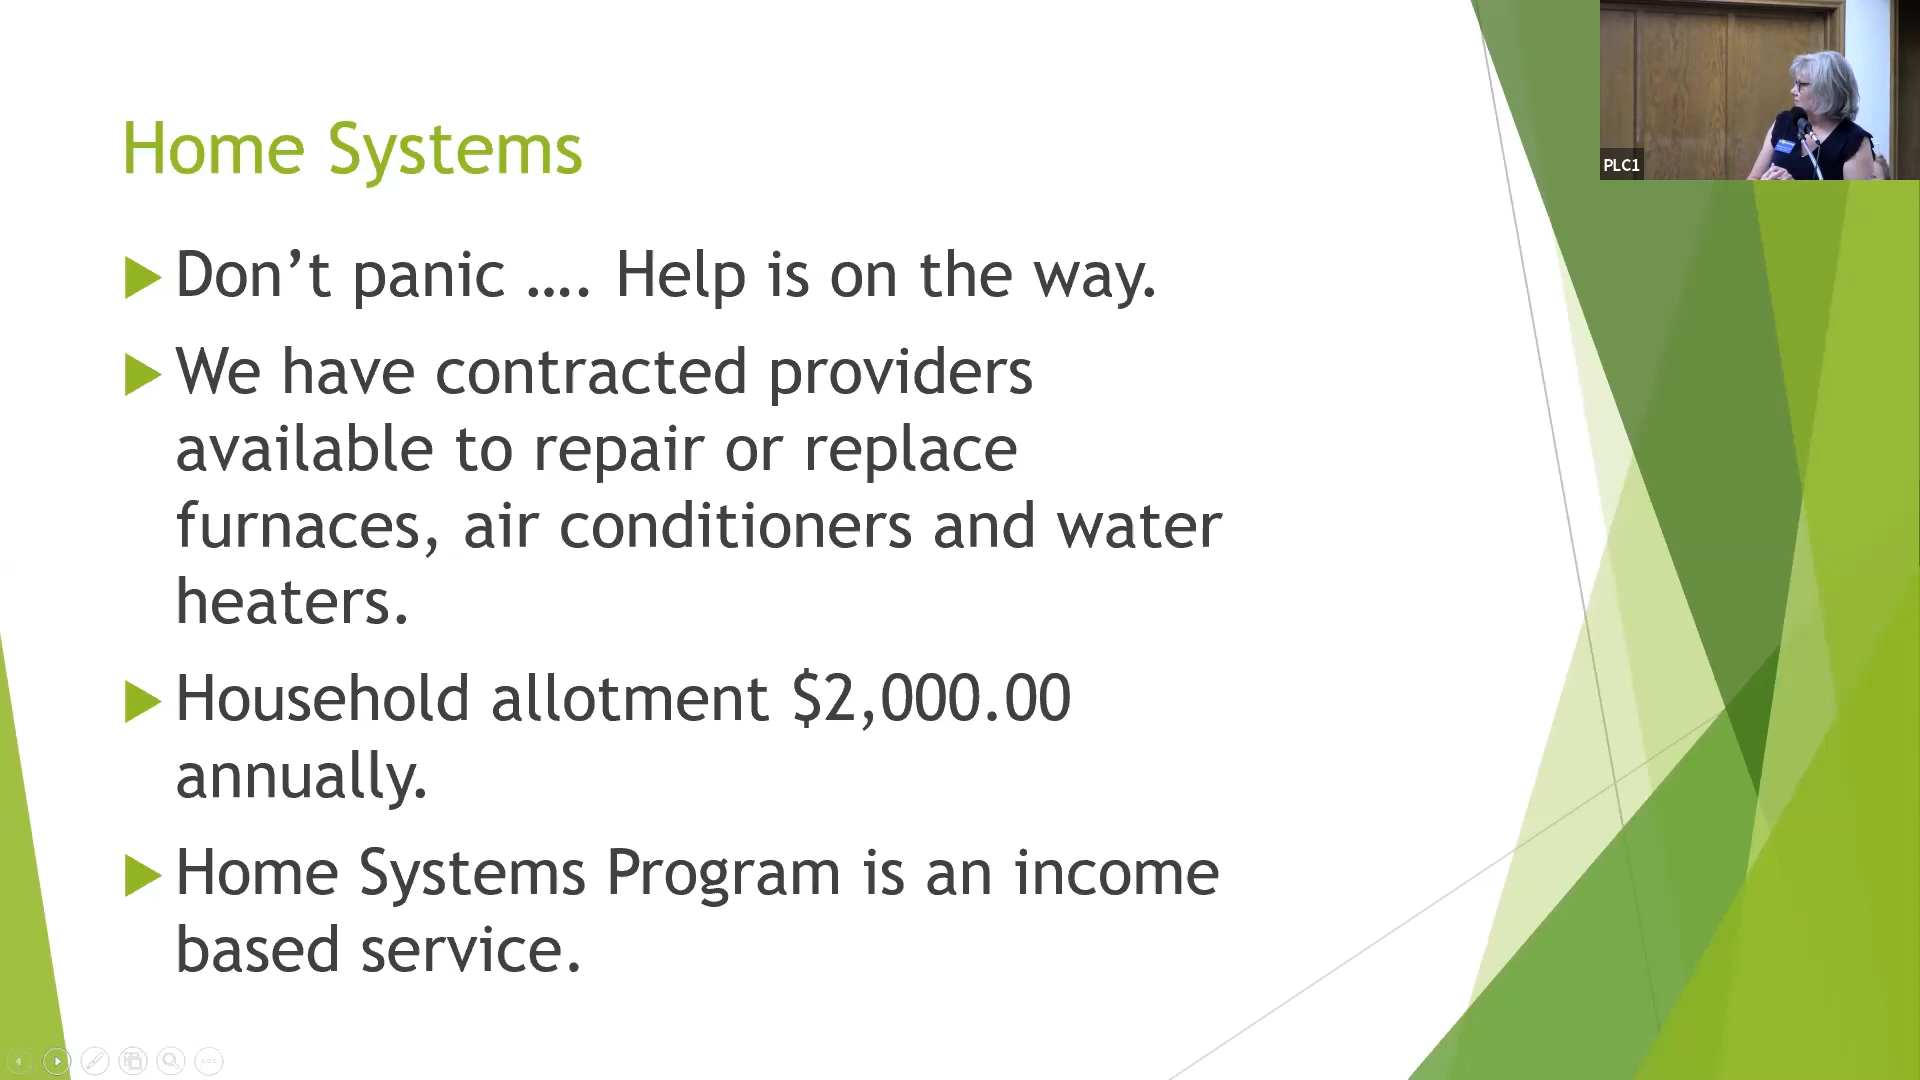 Home Systems
Don’t panic .... Help is on the way.
We have contracted providers
available to repair or replace
furnaces, air conditioners and water
heaters.
Household allotment $2,000.00
annually.
Home Systems Program is an income
based service.
PLC1